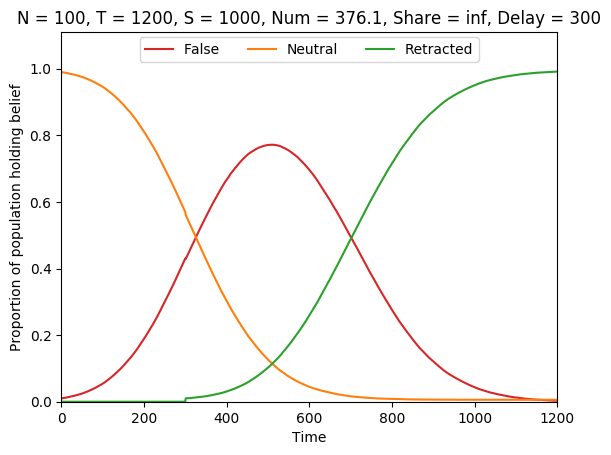 N = 100, T = 1200, S = 1000, Num = 376.1, Share = inf, Delay = 300
False Neutral Retracted
Proportion of population holding belief
1.0
0.8
0.6
0.4
0.2
0.0
0 200 400 600 800 1000 1200
Time